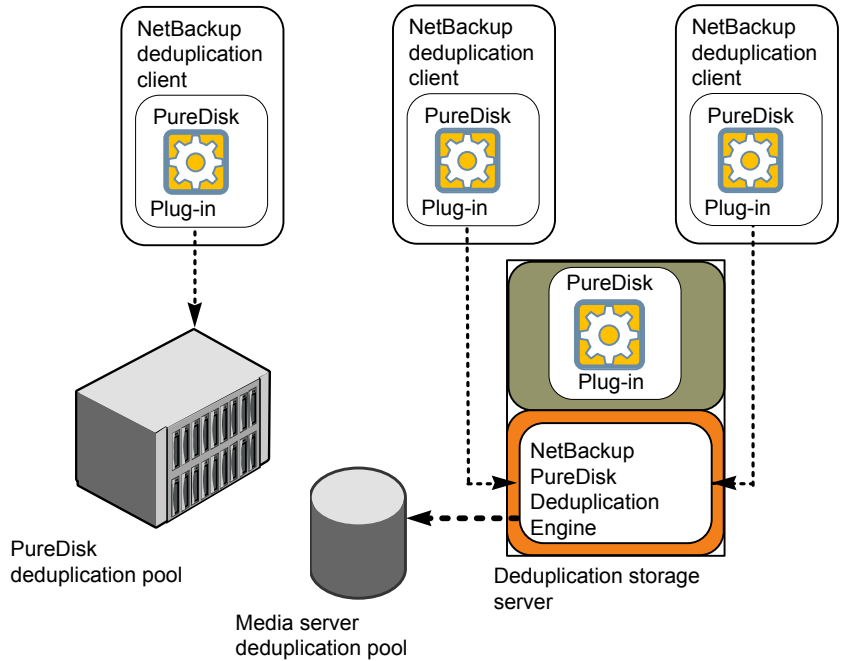 NetBackup
deduplication
client
PureDisk
Plug-in
NetBackup
deduplication
client
PureDisk
Plug-in
NetBackup
deduplication
client
PureDisk
Plug-in
PureDisk
Plug-in
NetBackup
PureDisk
Deduplication
Engine
PureDisk
deduplication pool
Deduplication storage
server
Media server
deduplication pool